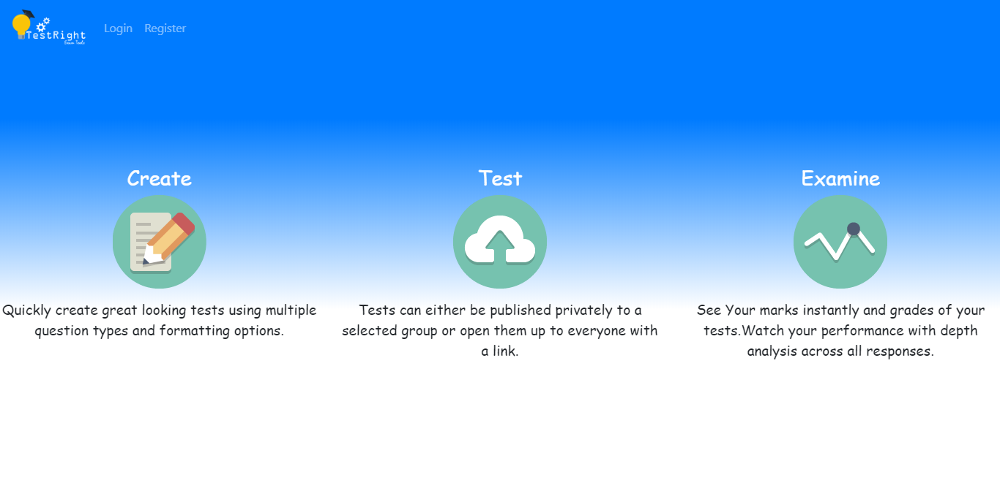 TestRight
Exam Tools
Login Register
Create
Quickly create great looking tests using multiple
question types and formatting options.
Test
Tests can either be published privately to a
selected group or open them up to everyone with
a link.
Examine
See Your marks instantly and grades of your
tests.Watch your performance with depth
analysis across all responses.